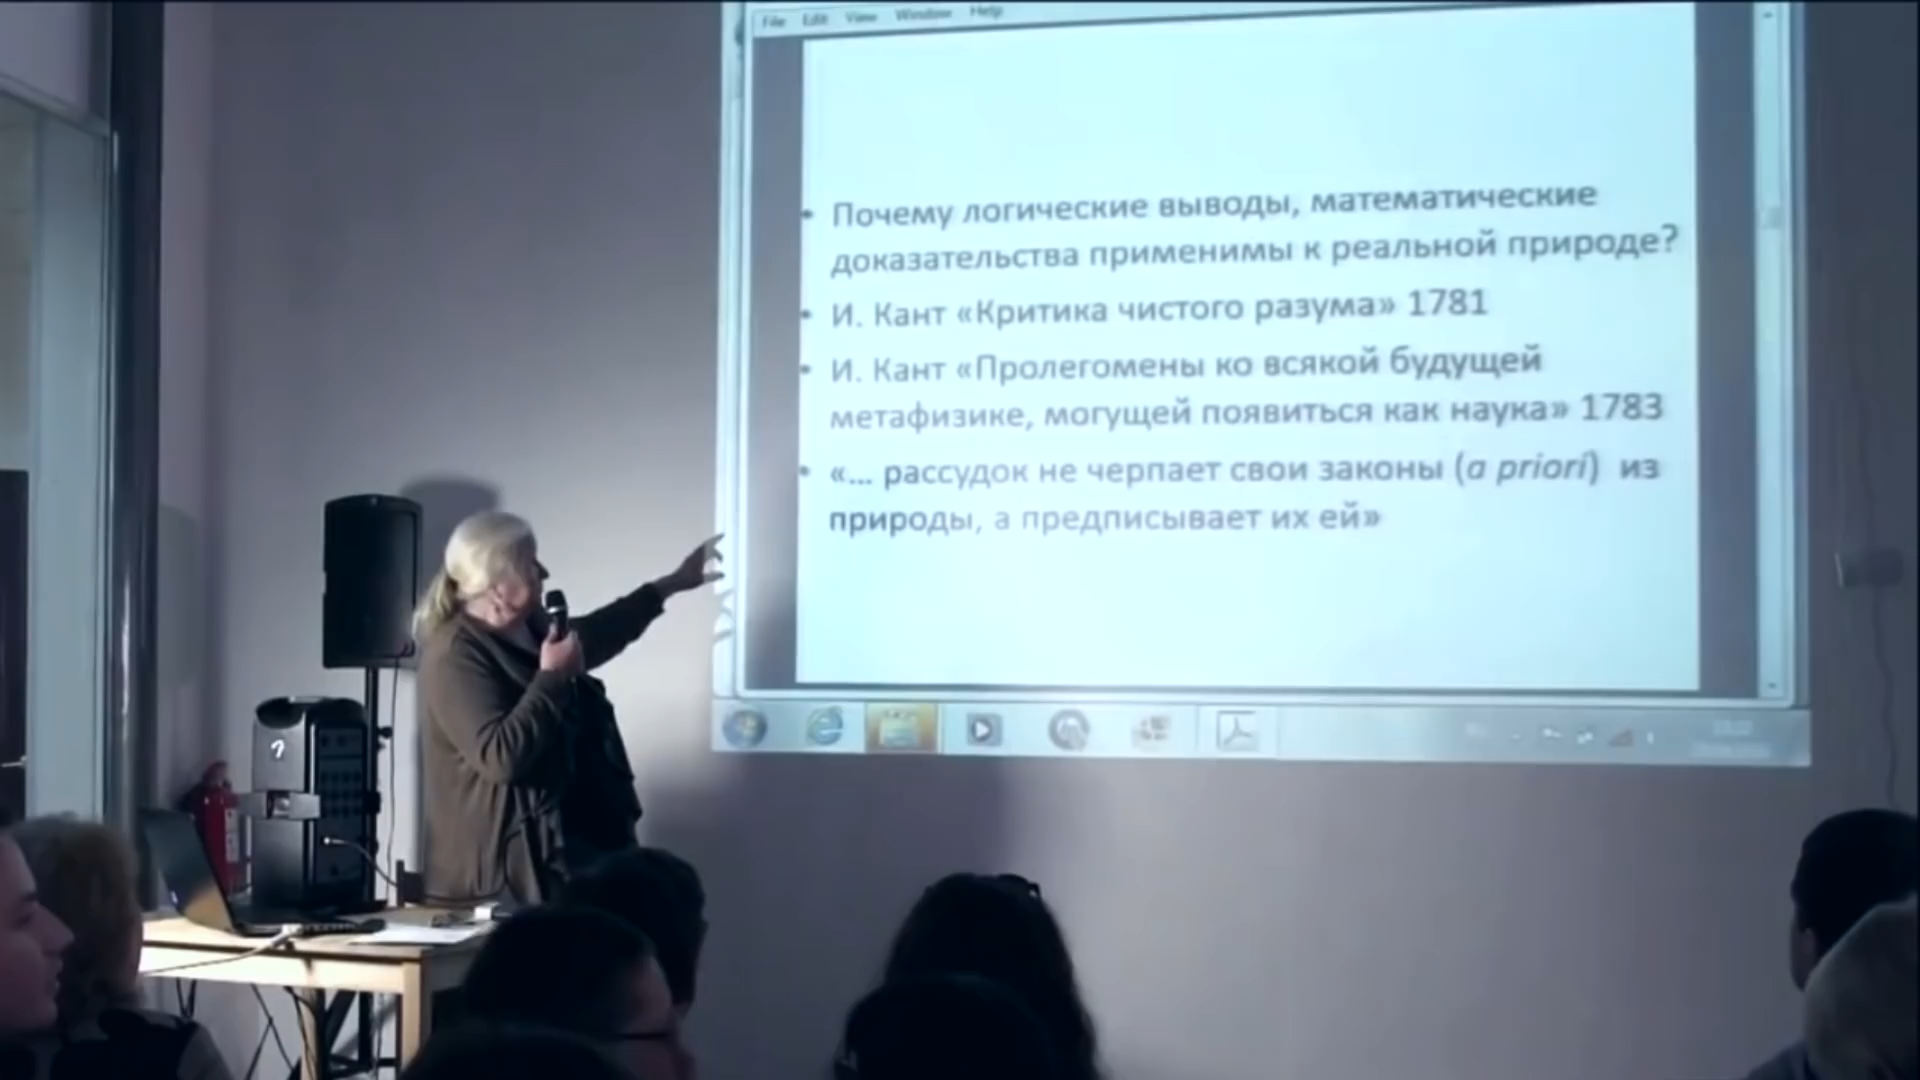 File Edit View Window Help
• Почему логические выводы, математические
доказательства применимы к реальной природе?
• И. Кант «Критика чистого разума» 1781
• И. Кант «Пролегомены ко всякой будущей
метафизике, могущей появиться как наука» 1783
• «... рассудок не черпает свои законы (a priori) из
природы, а предписывает их ей»
?